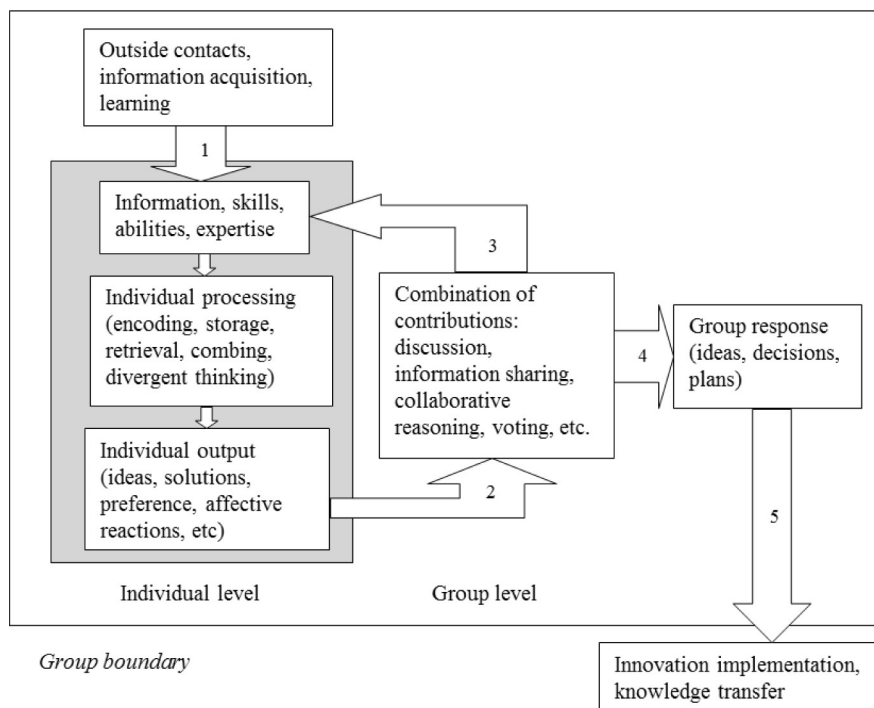 Outside contacts,
information acquisition,
learning
1
Information, skills,
abilities, expertise
Individual processing
(encoding, storage,
retrieval, combing,
divergent thinking)
Individual output
(ideas, solutions,
preference, affective
reactions, etc)
2
3
Combination of
contributions:
discussion,
information sharing,
collaborative
reasoning, voting, etc.
4
Group response
(ideas, decisions,
plans)
5
Individual level
Group level
Group boundary
Innovation implementation,
knowledge transfer